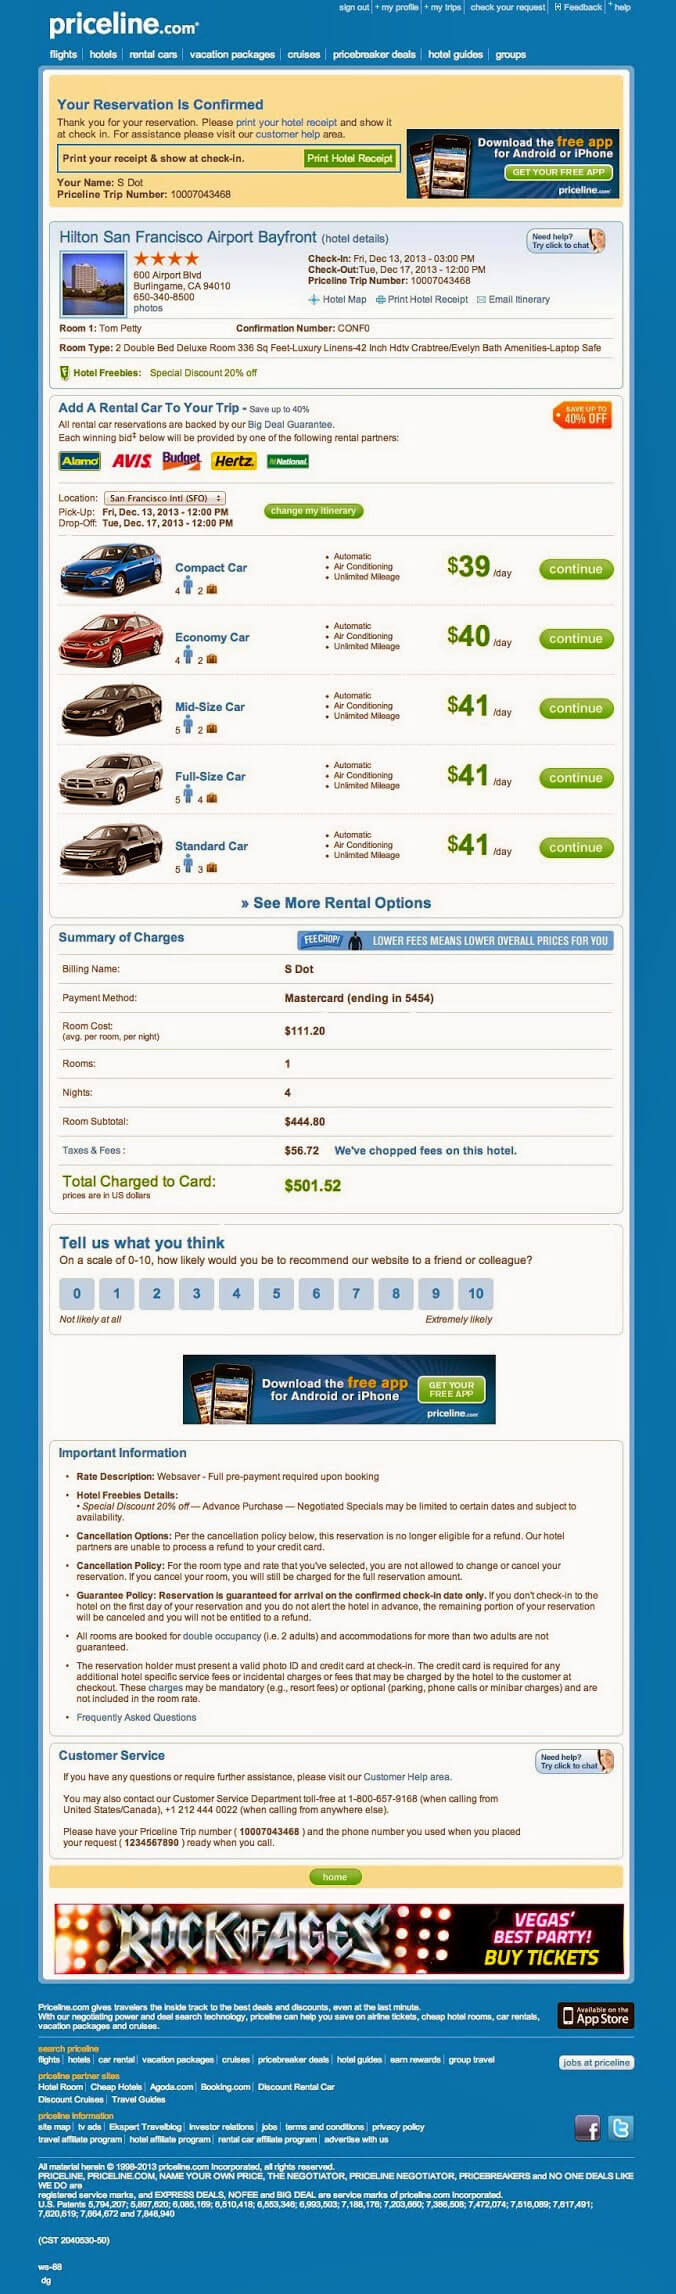 sign out | + my profile | + my trips | check your request | [+] Feedback | + help
priceline.com®
flights | hotels | rental cars | vacation packages | cruises | pricebreaker deals | hotel guides | groups
Your Reservation Is Confirmed
Thank you for your reservation. Please print your hotel receipt and show it
at check in. For assistance please visit our customer help area.
Print your receipt & show at check-in. Print Hotel Receipt
Your Name: S Dot
Priceline Trip Number: 10007043468
Download the free app
for Android or iPhone
GET YOUR FREE APP
priceline.com
Hilton San Francisco Airport Bayfront (hotel details)
Need help?
Try click to chat
600 Airport Blvd
Burlingame, CA 94010
650-340-8500
photos
Check-In: Fri, Dec 13, 2013 - 03:00 PM
Check-Out:Tue, Dec 17, 2013 - 12:00 PM
Priceline Trip Number: 10007043468
Hotel Map Print Hotel Receipt Email Itinerary
Room 1: Tom Petty Confirmation Number: CONF0
Room Type: 2 Double Bed Deluxe Room 336 Sq Feet-Luxury Linens-42 Inch Hdtv Crabtree/Evelyn Bath Amenities-Laptop Safe
Hotel Freebies: Special Discount 20% off
Add A Rental Car To Your Trip - Save up to 40%
SAVE UP TO
40% OFF
All rental car reservations are backed by our Big Deal Guarantee.
Each winning bid‡ below will be provided by one of the following rental partners:
Alamo AVIS Budget Hertz National
Location: San Francisco Intl (SFO)
Pick-Up: Fri, Dec. 13, 2013 - 12:00 PM
Drop-Off: Tue, Dec. 17, 2013 - 12:00 PM
change my itinerary
Compact Car
4 2
• Automatic
• Air Conditioning
• Unlimited Mileage
$39 /day continue
Economy Car
4 2
• Automatic
• Air Conditioning
• Unlimited Mileage
$40 /day continue
Mid-Size Car
5 2
• Automatic
• Air Conditioning
• Unlimited Mileage
$41 /day continue
Full-Size Car
5 4
• Automatic
• Air Conditioning
• Unlimited Mileage
$41 /day continue
Standard Car
5 3
• Automatic
• Air Conditioning
• Unlimited Mileage
$41 /day continue
» See More Rental Options
Summary of Charges
FEE CHOP! LOWER FEES MEANS LOWER OVERALL PRICES FOR YOU
Billing Name: S Dot
Payment Method: Mastercard (ending in 5454)
Room Cost: $111.20
(avg. per room, per night)
Rooms: 1
Nights: 4
Room Subtotal: $444.80
Taxes & Fees : $56.72 We've chopped fees on this hotel.
Total Charged to Card: $501.52
prices are in US dollars
Tell us what you think
On a scale of 0-10, how likely would you be to recommend our website to a friend or colleague?
0 1 2 3 4 5 6 7 8 9 10
Not likely at all Extremely likely
Download the free app
for Android or iPhone
GET YOUR
FREE APP
priceline.com
Important Information
• Rate Description: Websaver - Full pre-payment required upon booking
• Hotel Freebies Details:
• Special Discount 20% off — Advance Purchase — Negotiated Specials may be limited to certain dates and subject to
availability.
• Cancellation Options: Per the cancellation policy below, this reservation is no longer eligible for a refund. Our hotel
partners are unable to process a refund to your credit card.
• Cancellation Policy: For the room type and rate that you've selected, you are not allowed to change or cancel your
reservation. If you cancel your room, you will still be charged for the full reservation amount.
• Guarantee Policy: Reservation is guaranteed for arrival on the confirmed check-in date only. If you don't check-in to the
hotel on the first day of your reservation and you do not alert the hotel in advance, the remaining portion of your reservation
will be canceled and you will not be entitled to a refund.
• All rooms are booked for double occupancy (i.e. 2 adults) and accommodations for more than two adults are not
guaranteed.
• The reservation holder must present a valid photo ID and credit card at check-in. The credit card is required for any
additional hotel specific service fees or incidental charges or fees that may be charged by the hotel to the customer at
checkout. These charges may be mandatory (e.g., resort fees) or optional (parking, phone calls or minibar charges) and are
not included in the room rate.
• Frequently Asked Questions
Customer Service
Need help?
Try click to chat
If you have any questions or require further assistance, please visit our Customer Help area.
You may also contact our Customer Service Department toll-free at 1-800-657-9168 (when calling from
United States/Canada), +1 212 444 0022 (when calling from anywhere else).
Please have your Priceline Trip number ( 10007043468 ) and the phone number you used when you placed
your request ( 1234567890 ) ready when you call.
home
ROCK OF AGES
VEGAS'
BEST PARTY!
BUY TICKETS
Priceline.com gives travelers the inside track to the best deals and discounts, even at the last minute.
With our negotiating power and deal search technology, priceline can help you save on airline tickets, cheap hotel rooms, car rentals,
vacation packages and cruises.
Available on the
App Store
search priceline
flights | hotels | car rental | vacation packages | cruises | pricebreaker deals | hotel guides | earn rewards | group travel
jobs at priceline
priceline partner sites
Hotel Room | Cheap Hotels | Agoda.com | Booking.com | Discount Rental Car
Discount Cruises | Travel Guides
priceline information
site map | tv ads | Ekspert Travelblog | investor relations | jobs | terms and conditions | privacy policy
travel affiliate program | hotel affiliate program | rental car affiliate program | advertise with us
All material herein © 1998-2013 priceline.com Incorporated, all rights reserved.
PRICELINE, PRICELINE.COM, NAME YOUR OWN PRICE, THE NEGOTIATOR, PRICELINE NEGOTIATOR, PRICEBREAKERS and NO ONE DEALS LIKE
WE DO are
registered service marks, and EXPRESS DEALS, NOFEE and BIG DEAL are service marks of priceline.com Incorporated.
U.S. Patents 5,794,207; 5,897,620; 6,085,169; 6,510,418; 6,553,346; 6,993,503; 7,188,176; 7,203,660; 7,386,508; 7,472,074; 7,516,089; 7,617,491;
7,620,619; 7,664,672 and 7,848,940
(CST 2040530-50)
ws-88
dg